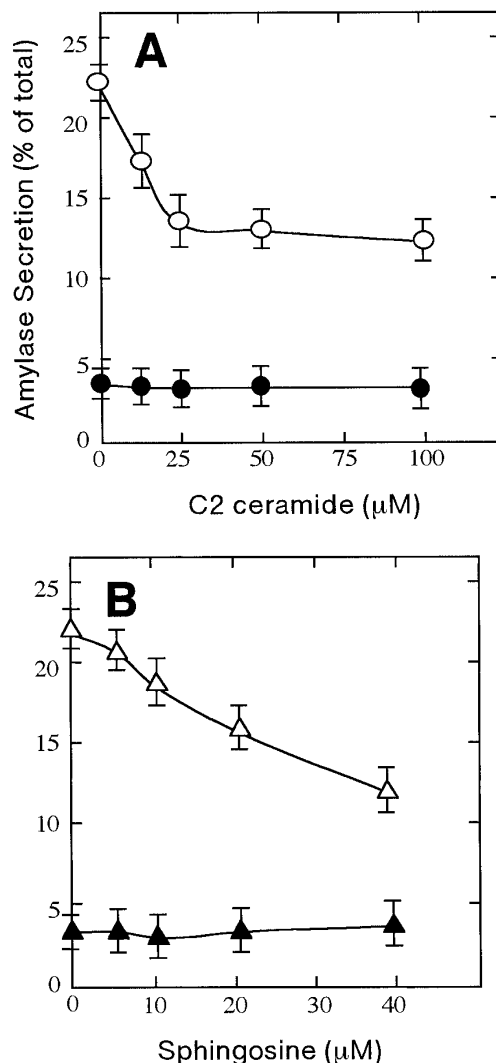 A
Amylase Secretion (% of total)
25
20
15
10
5
0
0 25 50 75 100
C2 ceramide (μM)
B
25
20
15
10
5
0
0 10 20 30 40
Sphingosine (μM)